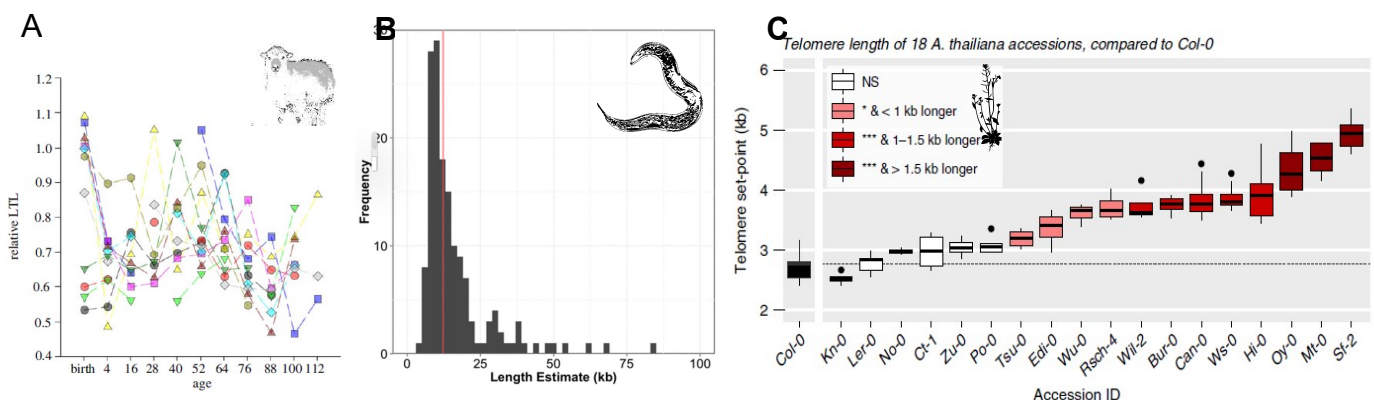 A
1.2
1.1
1.0
0.9
0.8
0.7
0.6
0.5
0.4
relative LTL
birth 4 16 28 40 52 64 76 88 100 112
age
B
20
10
0
Frequency
0 25 50 75 100
Length Estimate (kb)
C
Telomere length of 18 A. thailiana accessions, compared to Col-0
NS
* & < 1 kb longer
*** & 1–1.5 kb longer
*** & > 1.5 kb longer
6
5
4
3
2
Telomere set-point (kb)
Col-0 Kn-0 Ler-0 No-0 Ct-1 Zu-0 Po-0 Tsu-0 Edi-0 Wu-0 Rsch-4 Wil-2 Bur-0 Can-0 Ws-0 Hi-0 Oy-0 Mt-0 Sf-2
Accession ID